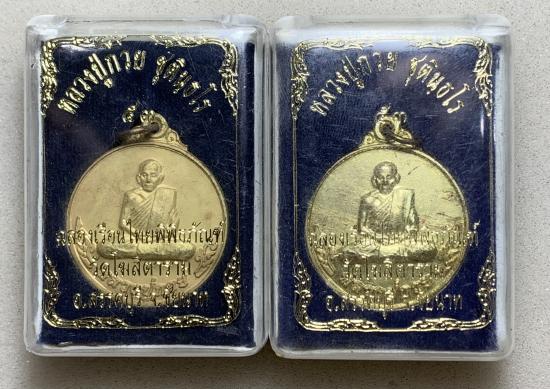 หลวงปู่กวย ชุตินฺธโร
วัดโฆสิตาราม
อ.สรรคบุรี จ.ชัยนาท
หลวงปู่กวย ชุตินฺธโร
วัดโฆสิตาราม
อ.สรรคบุรี จ.ชัยนาท